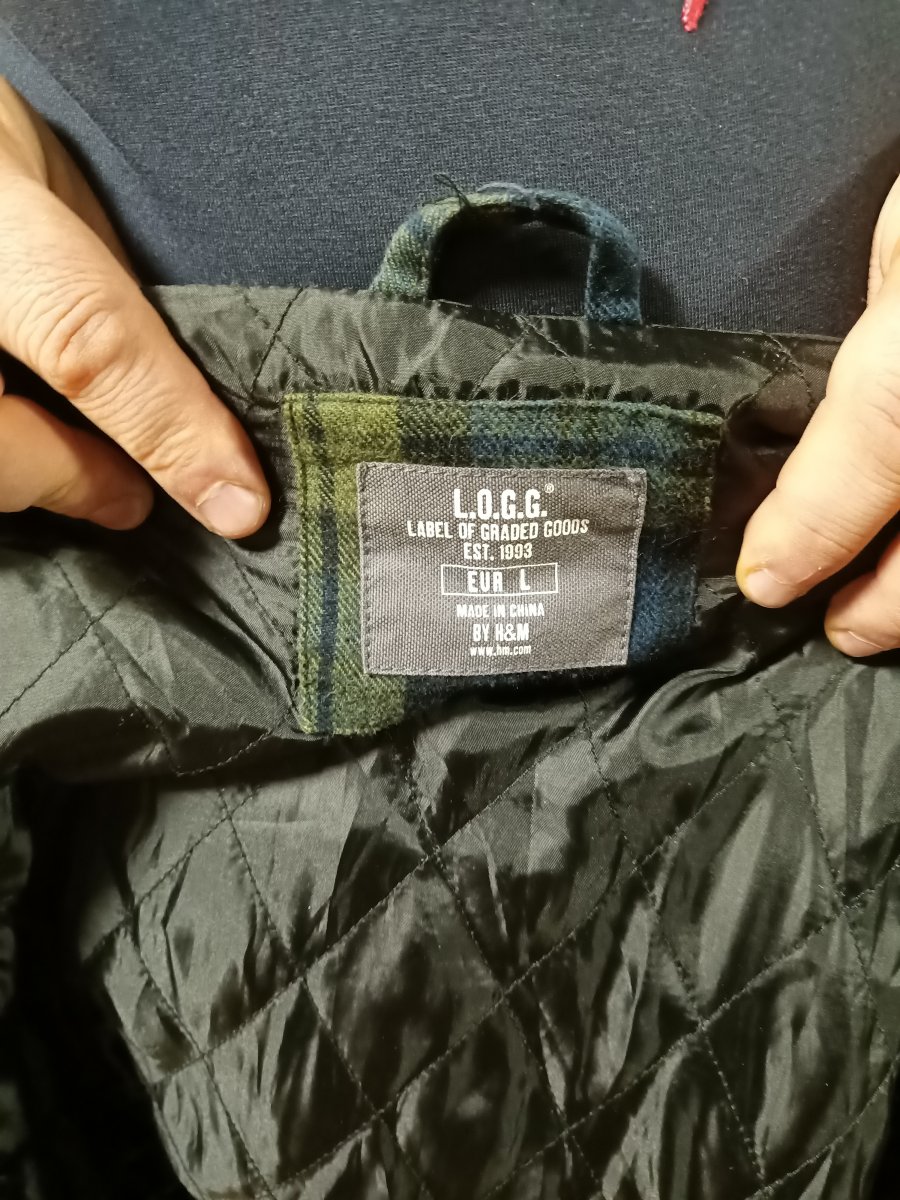 L.O.G.G.®
LABEL OF GRADED GOODS
EST. 1993
EUR L
MADE IN CHINA
BY H&M
www.hm.com